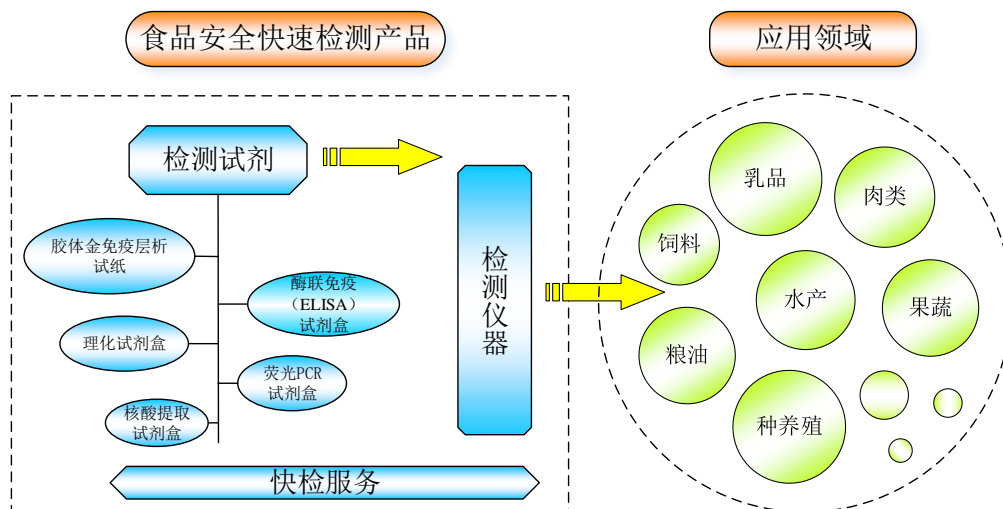 食品安全快速检测产品
应用领域
检测试剂
胶体金免疫层析
试纸
酶联免疫
（ELISA）
试剂盒
理化试剂盒
荧光PCR
试剂盒
核酸提取
试剂盒
检测仪器
快检服务
乳品
肉类
饲料
水产
果蔬
粮油
种养殖